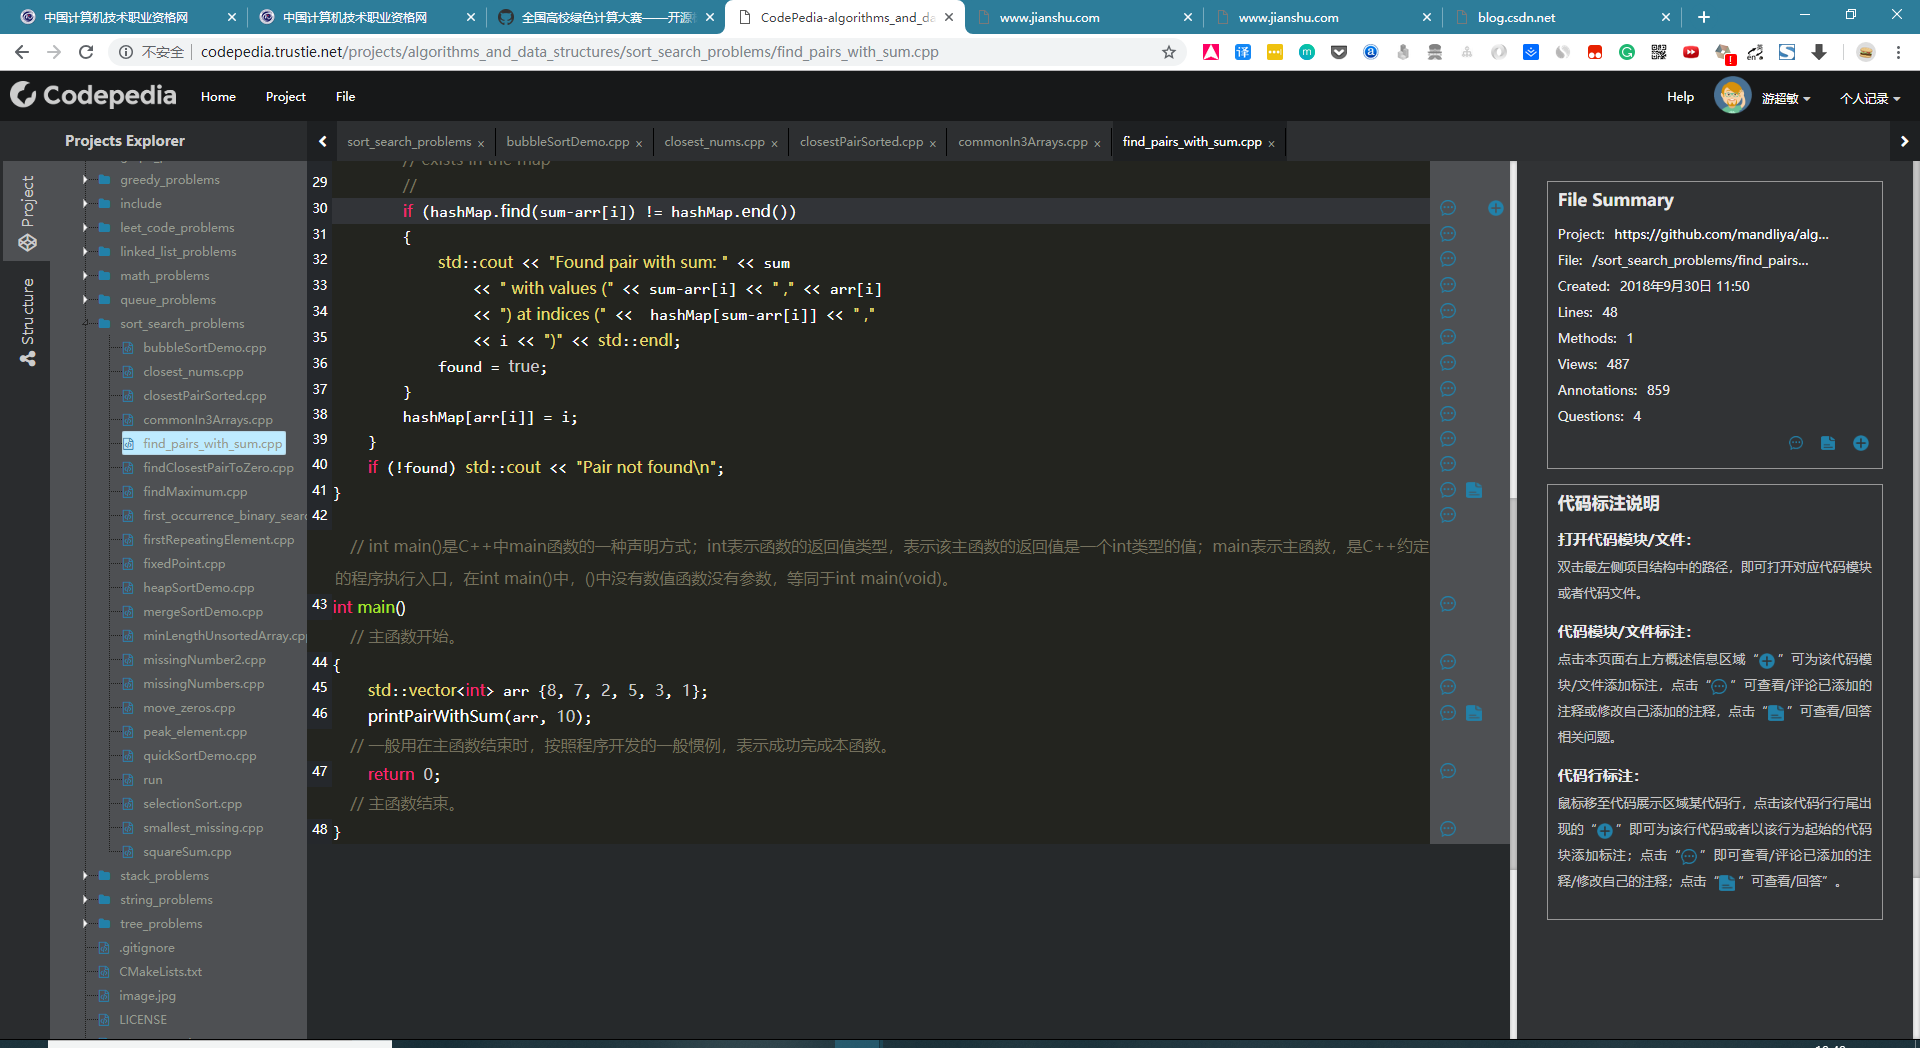 中国计算机技术职业资格网
中国计算机技术职业资格网
全国高校绿色计算大赛——开源
CodePedia-algorithms_and_da
www.jianshu.com
www.jianshu.com
blog.csdn.net
不安全
codepedia.trustie.net/projects/algorithms_and_data_structures/sort_search_problems/find_pairs_with_sum.cpp
Codepedia
Home
Project
File
Help
游超敏
个人记录
Projects Explorer
sort_search_problems ×
bubbleSortDemo.cpp ×
closest_nums.cpp ×
closestPairSorted.cpp ×
commonIn3Arrays.cpp ×
find_pairs_with_sum.cpp ×
Project
Structure
greedy_problems
include
leet_code_problems
linked_list_problems
math_problems
queue_problems
sort_search_problems
bubbleSortDemo.cpp
closest_nums.cpp
closestPairSorted.cpp
commonIn3Arrays.cpp
find_pairs_with_sum.cpp
findClosestPairToZero.cpp
findMaximum.cpp
first_occurrence_binary_sear
firstRepeatingElement.cpp
fixedPoint.cpp
heapSortDemo.cpp
mergeSortDemo.cpp
minLengthUnsortedArray.cp
missingNumber2.cpp
missingNumbers.cpp
move_zeros.cpp
peak_element.cpp
quickSortDemo.cpp
run
selectionSort.cpp
smallest_missing.cpp
squareSum.cpp
stack_problems
string_problems
tree_problems
.gitignore
CMakeLists.txt
image.jpg
LICENSE
// exists in the map
29 //
30 if (hashMap.find(sum-arr[i]) != hashMap.end())
31 {
32 std::cout << "Found pair with sum: " << sum
33 << " with values (" << sum-arr[i] << "," << arr[i]
34 << ") at indices (" << hashMap[sum-arr[i]] << ","
35 << i << ")" << std::endl;
36 found = true;
37 }
38 hashMap[arr[i]] = i;
39 }
40 if (!found) std::cout << "Pair not found\n";
41 }
42
// int main()是C++中main函数的一种声明方式；int表示函数的返回值类型，表示该主函数的返回值是一个int类型的值；main表示主函数，是C++约定
的程序执行入口，在int main()中，()中没有数值函数没有参数，等同于int main(void)。
43 int main()
// 主函数开始。
44 {
45 std::vector<int> arr {8, 7, 2, 5, 3, 1};
46 printPairWithSum(arr, 10);
// 一般用在主函数结束时，按照程序开发的一般惯例，表示成功完成本函数。
47 return 0;
// 主函数结束。
48 }
File Summary
Project: https://github.com/mandliya/alg...
File: /sort_search_problems/find_pairs...
Created: 2018年9月30日 11:50
Lines: 48
Methods: 1
Views: 487
Annotations: 859
Questions: 4
代码标注说明
打开代码模块/文件：
双击最左侧项目结构中的路径，即可打开对应代码模块
或者代码文件。
代码模块/文件标注：
点击本页面右上方概述信息区域“ ”可为该代码模
块/文件添加标注，点击“ ”可查看/评论已添加的
注释或修改自己添加的注释，点击“ ”可查看/回答
相关问题。
代码行标注：
鼠标移至代码展示区域某代码行，点击该代码行行尾出
现的“ ”即可为该行代码或者以该行为起始的代码
块添加标注；点击“ ”即可查看/评论已添加的注
释/修改自己的注释；点击“ “可查看/回答”。